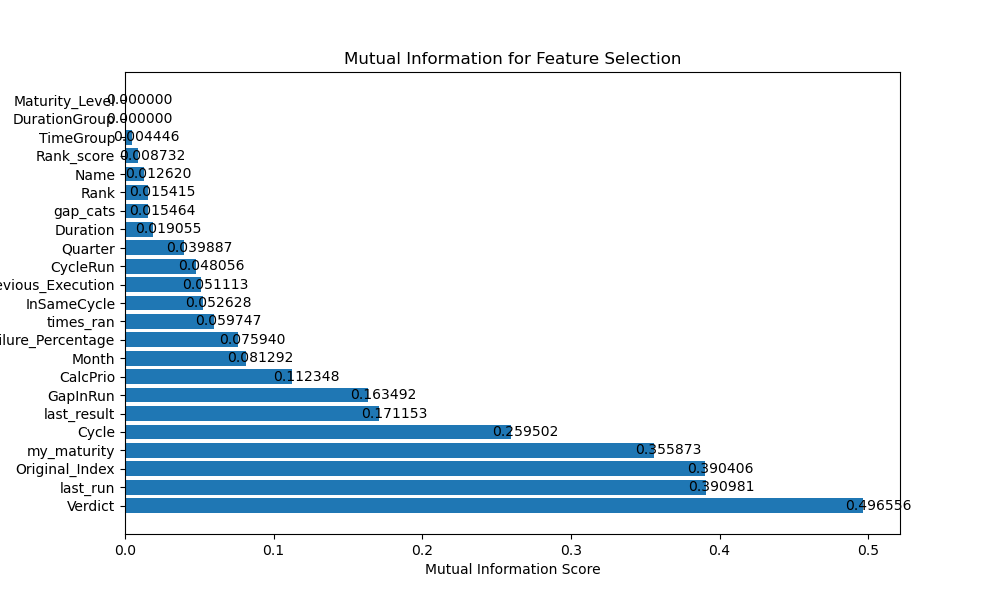 Mutual Information for Feature Selection
Maturity_Level 0.000000
DurationGroup 0.000000
TimeGroup 0.004446
Rank_score 0.008732
Name 0.012620
Rank 0.015415
gap_cats 0.015464
Duration 0.019055
Quarter 0.039887
CycleRun 0.048056
evious_Execution 0.051113
InSameCycle 0.052628
times_ran 0.059747
ilure_Percentage 0.075940
Month 0.081292
CalcPrio 0.112348
GapInRun 0.163492
last_result 0.171153
Cycle 0.259502
my_maturity 0.355873
Original_Index 0.390406
last_run 0.390981
Verdict 0.496556
0.0 0.1 0.2 0.3 0.4 0.5
Mutual Information Score